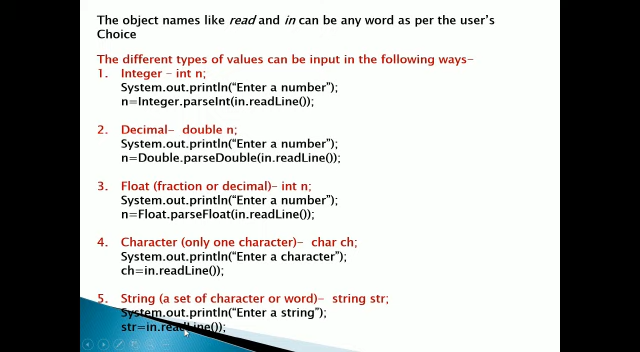 The object names like read and in can be any word as per the user's
Choice
The different types of values can be input in the following ways–
1. Integer – int n;
System.out.println(“Enter a number”);
n=Integer.parseInt(in.readLine());
2. Decimal– double n;
System.out.println(“Enter a number”);
n=Double.parseDouble(in.readLine());
3. Float (fraction or decimal)– int n;
System.out.println(“Enter a number”);
n=Float.parseFloat(in.readLine());
4. Character (only one character)– char ch;
System.out.println(“Enter a character”);
ch=in.readLine());
5. String (a set of character or word)– string str;
System.out.println(“Enter a string”);
str=in.readLine());